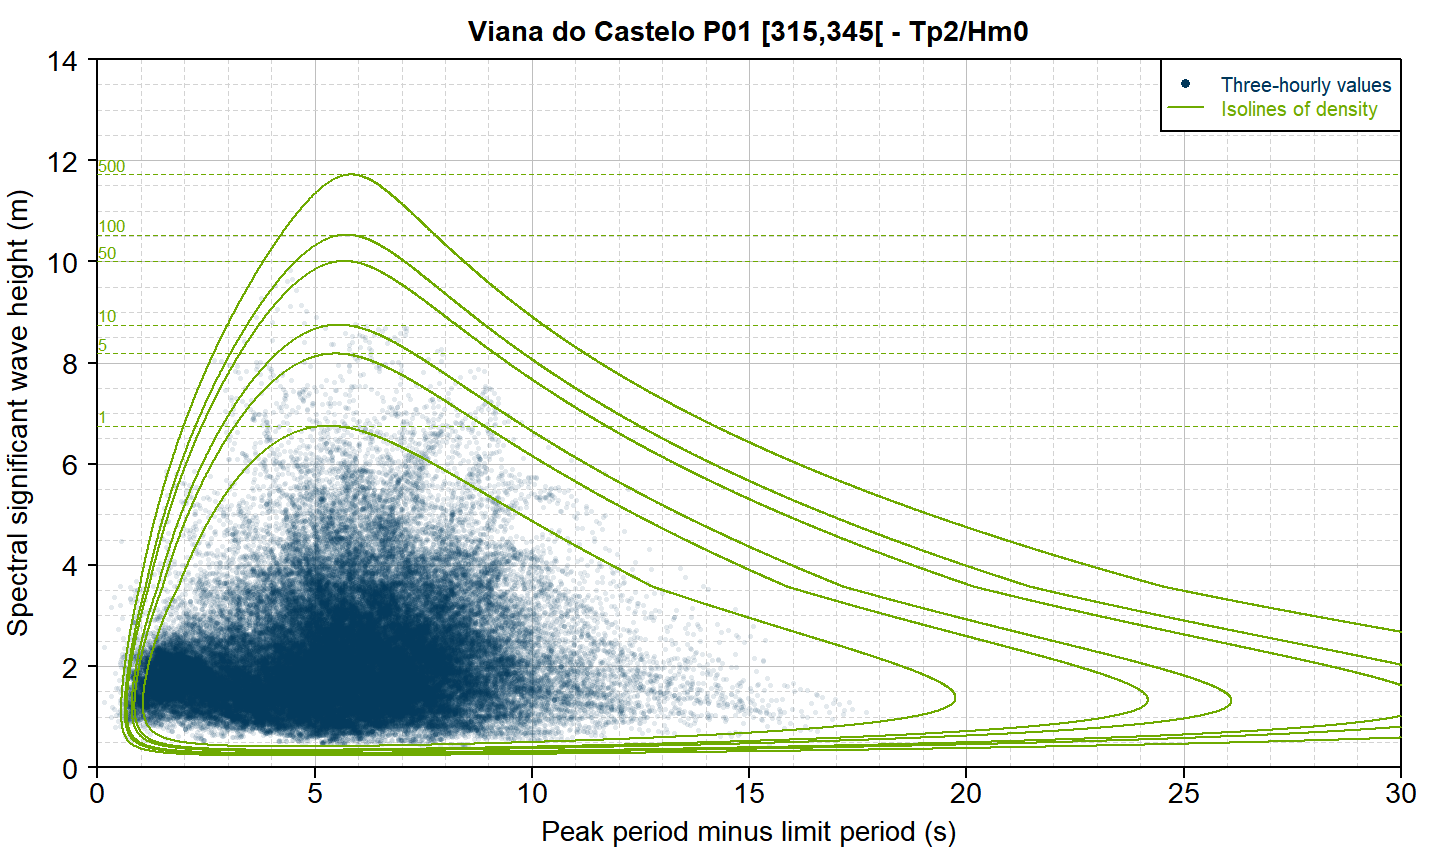 Viana do Castelo P01 [315,345[ - Tp2/Hm0
Three-hourly values
Isolines of density
Spectral significant wave height (m)
14
12
10
8
6
4
2
0
500
100
50
10
5
1
0 5 10 15 20 25 30
Peak period minus limit period (s)